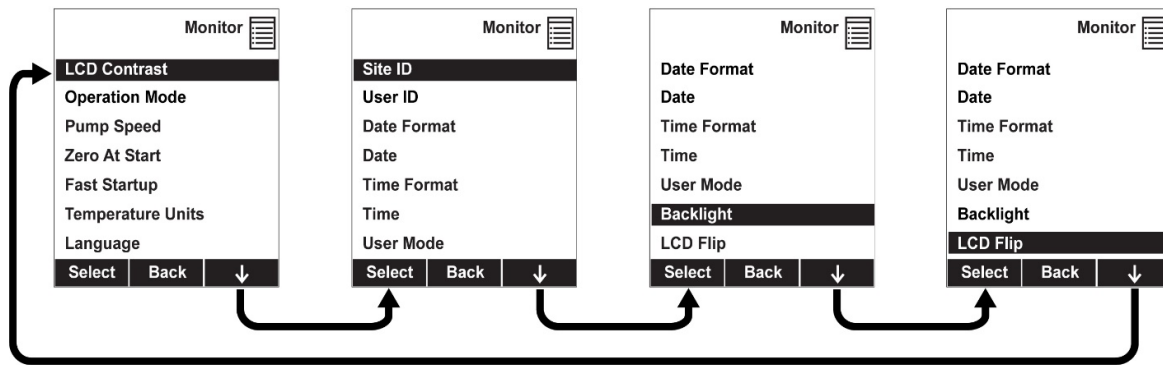 Monitor
LCD Contrast
Operation Mode
Pump Speed
Zero At Start
Fast Startup
Temperature Units
Language
Select Back ↓
Monitor
Site ID
User ID
Date Format
Date
Time Format
Time
User Mode
Select Back ↓
Monitor
Date Format
Date
Time Format
Time
User Mode
Backlight
LCD Flip
Select Back ↓
Monitor
Date Format
Date
Time Format
Time
User Mode
Backlight
LCD Flip
Select Back ↓